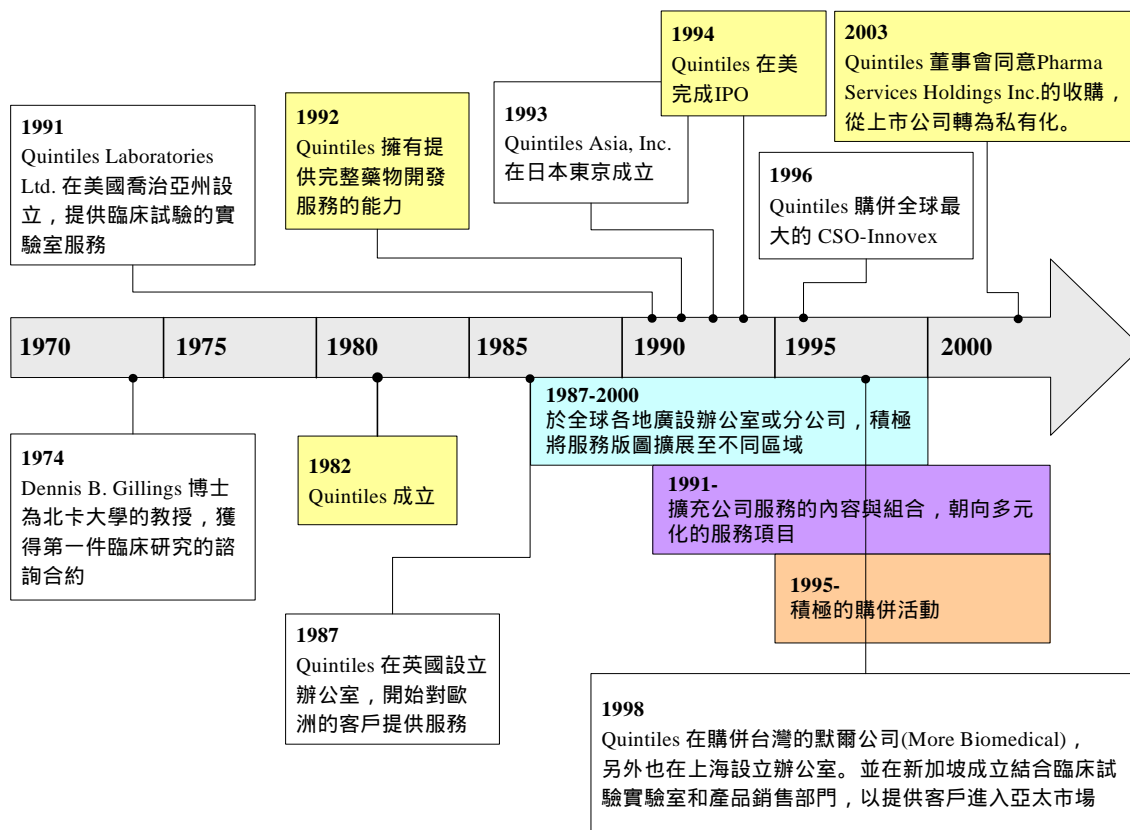 1991
Quintiles Laboratories
Ltd. 在美國喬治亞州設
立，提供臨床試驗的實
驗室服務
1992
Quintiles 擁有提
供完整藥物開發
服務的能力
1993
Quintiles Asia, Inc.
在日本東京成立
1994
Quintiles 在美
完成IPO
1996
Quintiles 購併全球最
大的 CSO-Innovex
2003
Quintiles 董事會同意Pharma
Services Holdings Inc.的收購，
從上市公司轉為私有化。
1970 1975 1980 1985 1990 1995 2000
1974
Dennis B. Gillings 博士
為北卡大學的教授，獲
得第一件臨床研究的諮
詢合約
1982
Quintiles 成立
1987
Quintiles 在英國設立
辦公室，開始對歐
洲的客戶提供服務
1987-2000
於全球各地廣設辦公室或分公司，積極
將服務版圖擴展至不同區域
1991-
擴充公司服務的內容與組合，朝向多元
化的服務項目
1995-
積極的購併活動
1998
Quintiles 在購併台灣的默爾公司(More Biomedical)，
另外也在上海設立辦公室。並在新加坡成立結合臨床試
驗實驗室和產品銷售部門，以提供客戶進入亞太市場